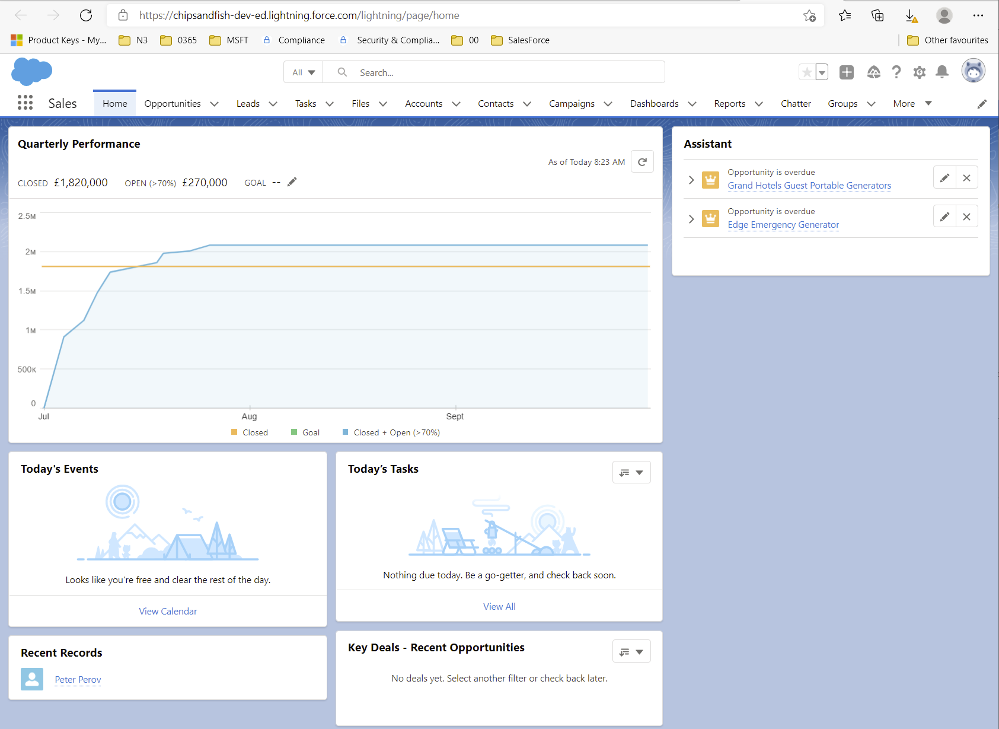 https://chipsandfish-dev-ed.lightning.force.com/lightning/page/home
Product Keys - My... N3 0365 MSFT Compliance Security & Complia... 00 SalesForce Other favourites
All Search...
Sales Home Opportunities Leads Tasks Files Accounts Contacts Campaigns Dashboards Reports Chatter Groups More
Quarterly Performance
As of Today 8:23 AM
CLOSED £1,820,000 OPEN (>70%) £270,000 GOAL --
2.5M
2M
1.5M
1M
500K
0
Jul Aug Sept
Closed Goal Closed + Open (>70%)
Assistant
Opportunity is overdue
Grand Hotels Guest Portable Generators
Opportunity is overdue
Edge Emergency Generator
Today's Events
Looks like you're free and clear the rest of the day.
View Calendar
Today’s Tasks
Nothing due today. Be a go-getter, and check back soon.
View All
Recent Records
Peter Perov
Key Deals - Recent Opportunities
No deals yet. Select another filter or check back later.